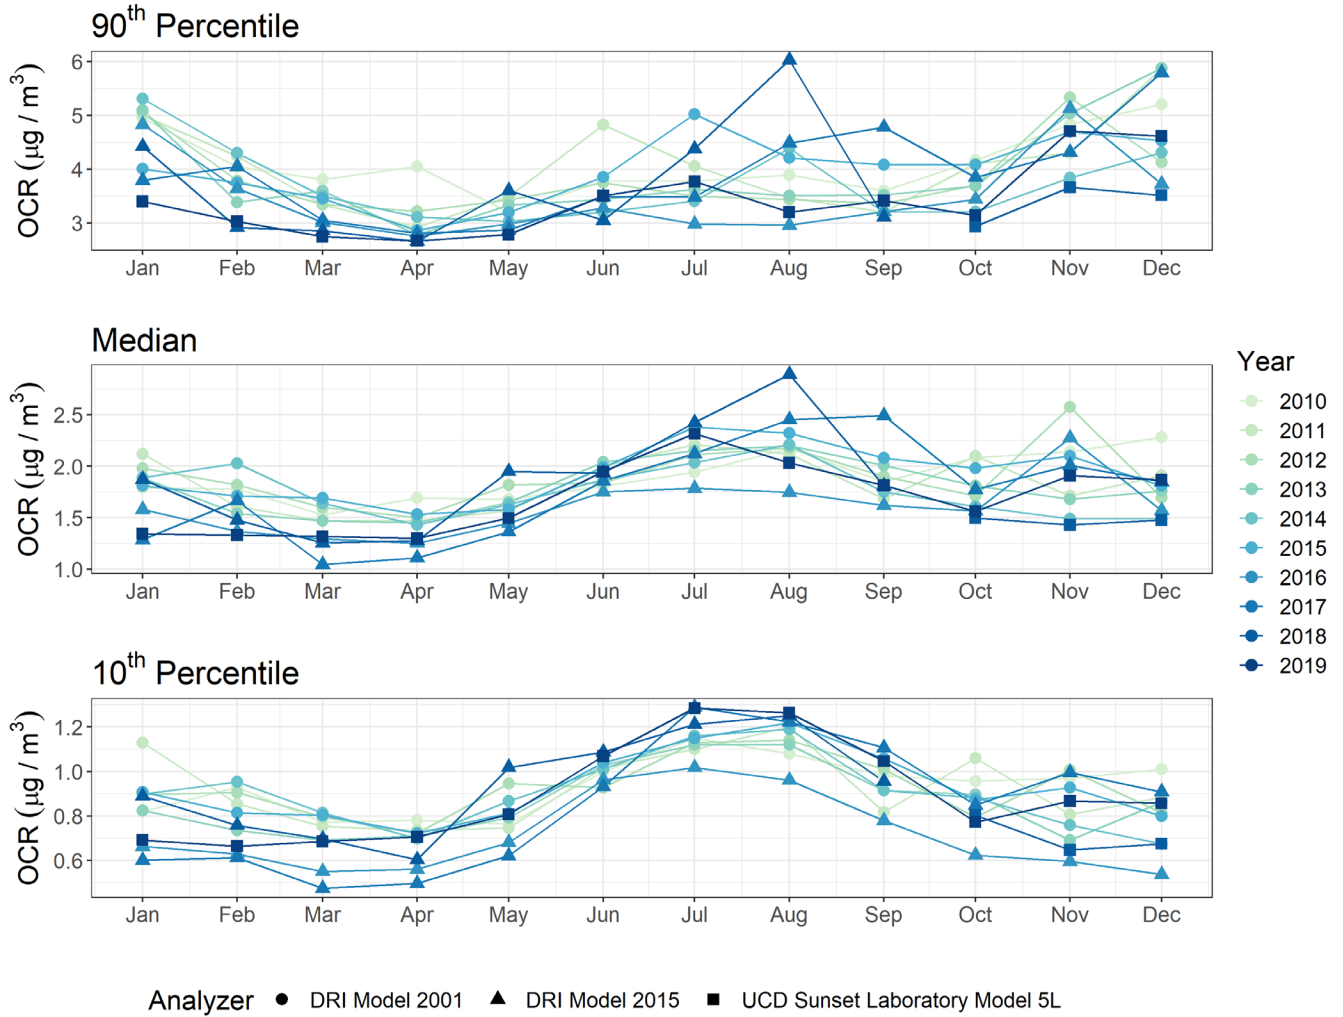 90th Percentile
OCR (μg / m3)
6
5
4
3
Jan Feb Mar Apr May Jun Jul Aug Sep Oct Nov Dec
Median
OCR (μg / m3)
2.5
2.0
1.5
1.0
Jan Feb Mar Apr May Jun Jul Aug Sep Oct Nov Dec
10th Percentile
OCR (μg / m3)
1.2
1.0
0.8
0.6
Jan Feb Mar Apr May Jun Jul Aug Sep Oct Nov Dec
Year
2010
2011
2012
2013
2014
2015
2016
2017
2018
2019
Analyzer DRI Model 2001 DRI Model 2015 UCD Sunset Laboratory Model 5L